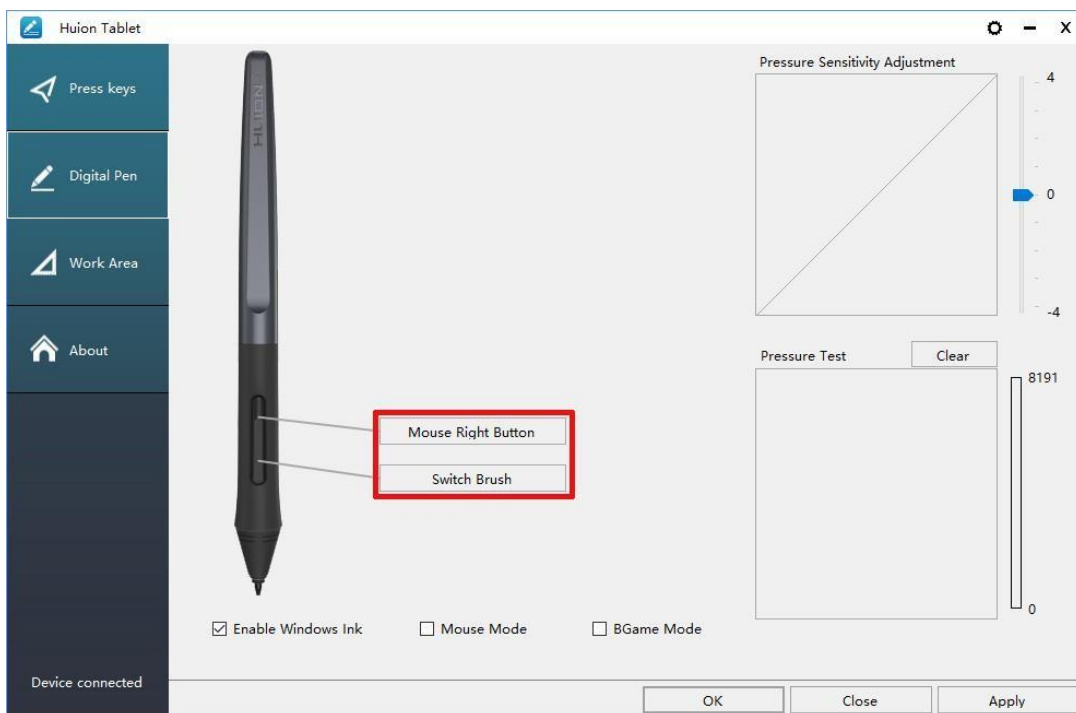 Huion Tablet
X
Press keys
Digital Pen
Work Area
About
Device connected
HUION
Mouse Right Button
Switch Brush
Enable Windows Ink
Mouse Mode
BGame Mode
Pressure Sensitivity Adjustment
4
0
-4
Pressure Test
Clear
8191
0
OK
Close
Apply